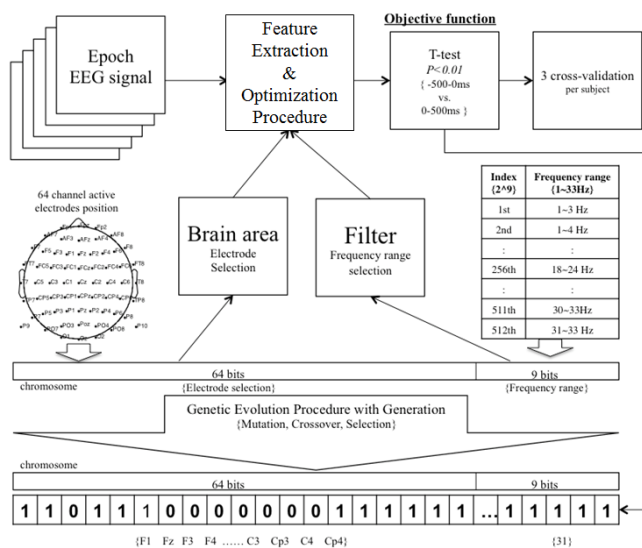 Epoch
EEG signal
Feature
Extraction
&
Optimization
Procedure
Objective function
T-test
P<0.01
{ -500-0ms
vs.
0-500ms }
3 cross-validation
per subject
64 channel active
electrodes position
Brain area
Electrode
Selection
Filter
Frequency range
selection
Index Frequency range
{2^9} {1~33Hz}
1st 1~3 Hz
2nd 1~4 Hz
: :
256th 18~24 Hz
: :
511th 30~33Hz
512th 31~33 Hz
64 bits 9 bits
chromosome {Electrode selection} {Frequency range}
Genetic Evolution Procedure with Generation
{Mutation, Crossover, Selection}
chromosome
64 bits 9 bits
1 1 0 1 1 1 0 0 0 0 0 0 1 1 1 1 1 1 ... 1 1 1 1 1
{F1 Fz F3 F4 ...... C3 Cp3 C4 Cp4} {31}